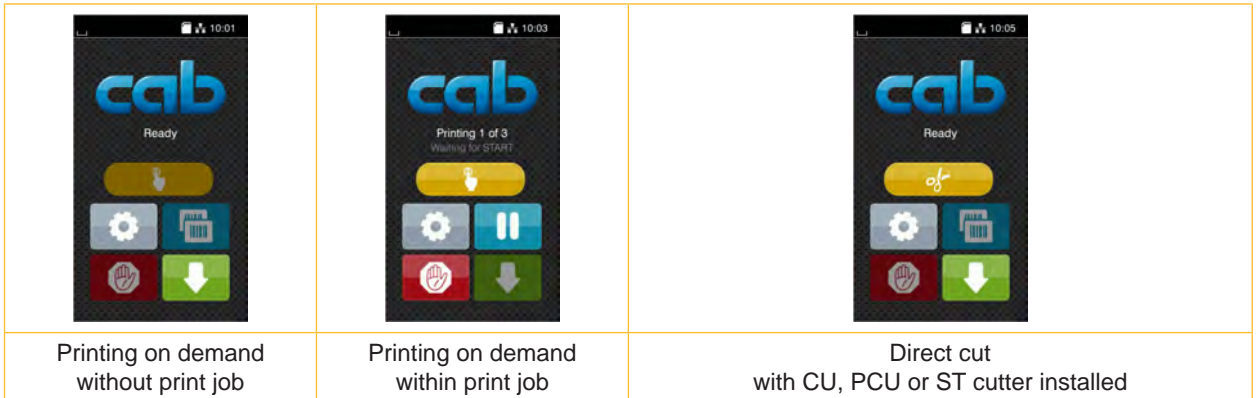 10:01
cab
Ready
10:03
cab
Printing 1 of 3
Waiting for START
10:05
cab
Ready
Printing on demand
without print job
Printing on demand
within print job
Direct cut
with CU, PCU or ST cutter installed